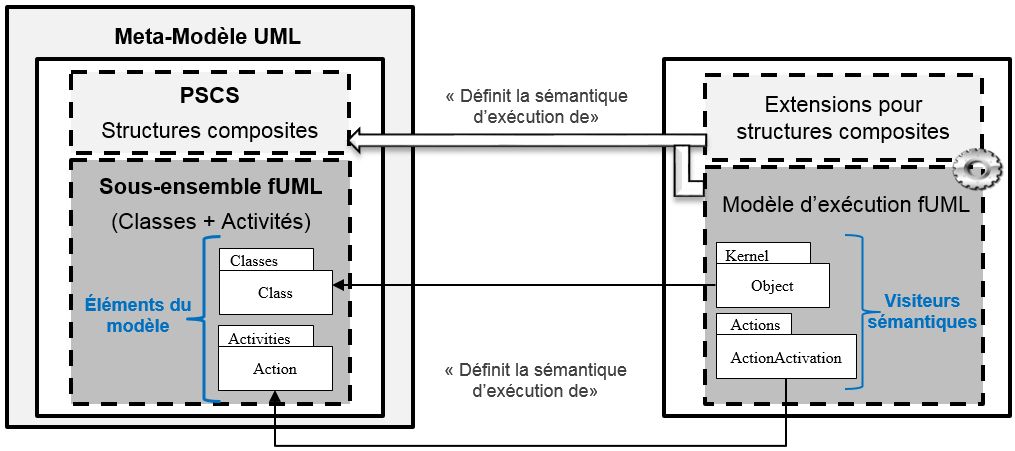 Meta-Modèle UML
PSCS
Structures composites
Sous-ensemble fUML
(Classes + Activités)
Éléments du
modèle
Classes
Class
Activities
Action
« Définit la sémantique
d’exécution de»
« Définit la sémantique
d’exécution de»
Extensions pour
structures composites
Modèle d’exécution fUML
Kernel
Object
Actions
ActionActivation
Visiteurs
sémantiques